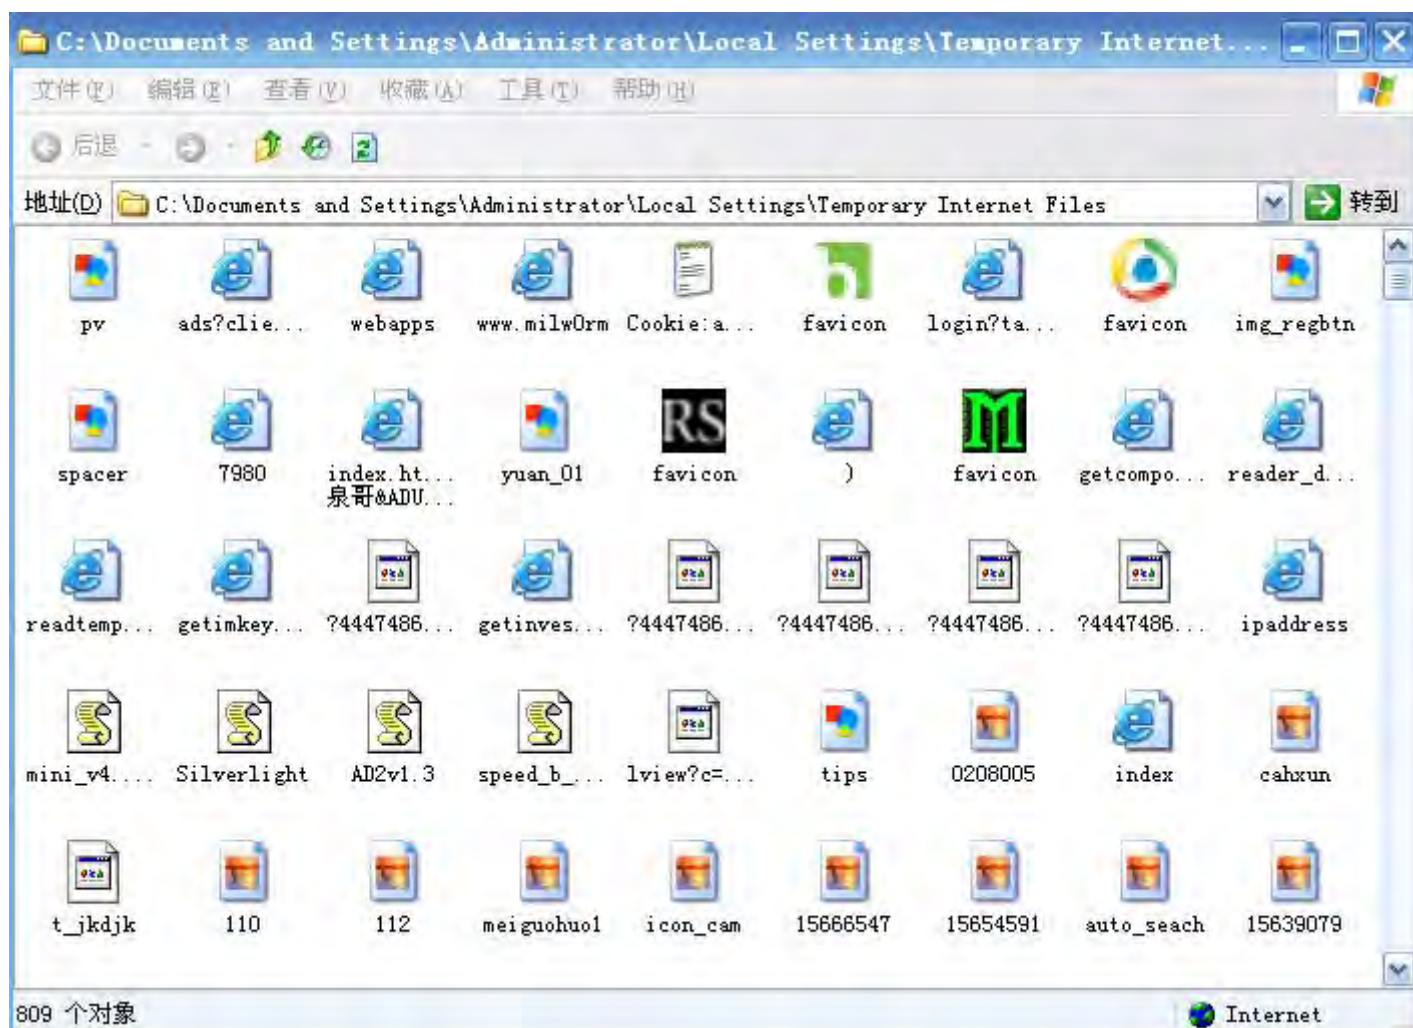 C:\Documents and Settings\Administrator\Local Settings\Temporary Internet...
文件(F) 编辑(E) 查看(V) 收藏(A) 工具(T) 帮助(H)
后退
地址(D) C:\Documents and Settings\Administrator\Local Settings\Temporary Internet Files 转到
pv ads?clie... webapps www.milw0rm Cookie:a... favicon login?ta... favicon img_regbtn
spacer 7980 index.ht... yuan_01 favicon ) favicon getcompo... reader_d...
泉哥&ADU...
readtemp... getimkey... ?4447486... getinves... ?4447486... ?4447486... ?4447486... ?4447486... ipaddress
mini_v4.... Silverlight AD2v1.3 speed_b_... lview?c=... tips 0208005 index cahxun
t_jkdjk 110 112 meiguohuo1 icon_cam 15666547 15654591 auto_seach 15639079
809 个对象 Internet